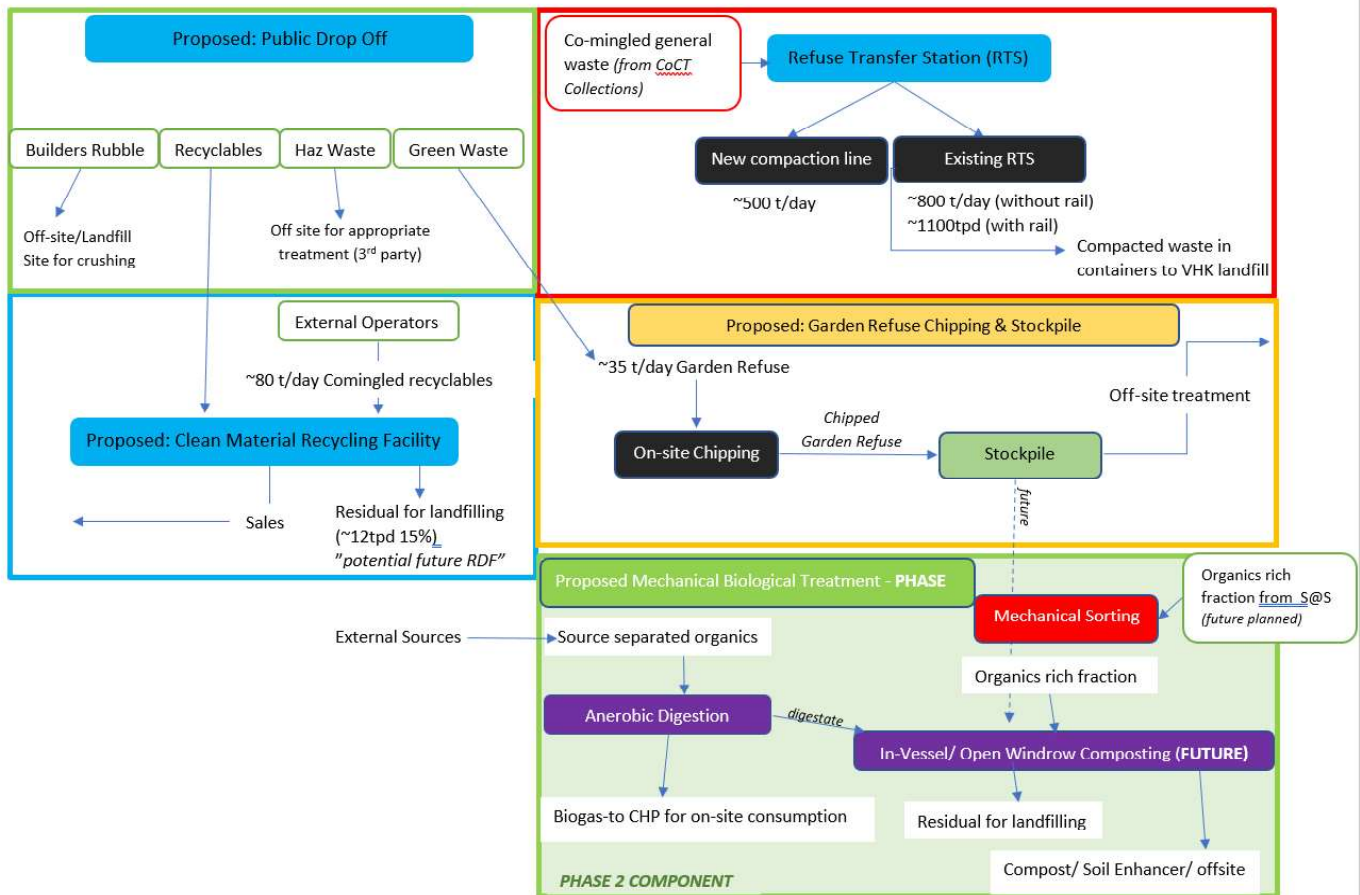 Proposed: Public Drop Off
Builders Rubble
Recyclables
Haz Waste
Green Waste
Off-site/Landfill
Site for crushing
Off site for appropriate
treatment (3rd party)
Co-mingled general
waste (from CoCT
Collections)
Refuse Transfer Station (RTS)
New compaction line
Existing RTS
~500 t/day
~800 t/day (without rail)
~1100tpd (with rail)
Compacted waste in
containers to VHK landfill
External Operators
~80 t/day Comingled recyclables
Proposed: Clean Material Recycling Facility
Sales
Residual for landfilling
(~12tpd 15%)
"potential future RDF"
Proposed: Garden Refuse Chipping & Stockpile
~35 t/day Garden Refuse
Off-site treatment
Chipped
Garden Refuse
On-site Chipping
Stockpile
future
Proposed Mechanical Biological Treatment - PHASE
Mechanical Sorting
Organics rich
fraction from S@S
(future planned)
External Sources
Source separated organics
Organics rich fraction
Anerobic Digestion
digestate
In-Vessel/ Open Windrow Composting (FUTURE)
Biogas-to CHP for on-site consumption
Residual for landfilling
Compost/ Soil Enhancer/ offsite
PHASE 2 COMPONENT